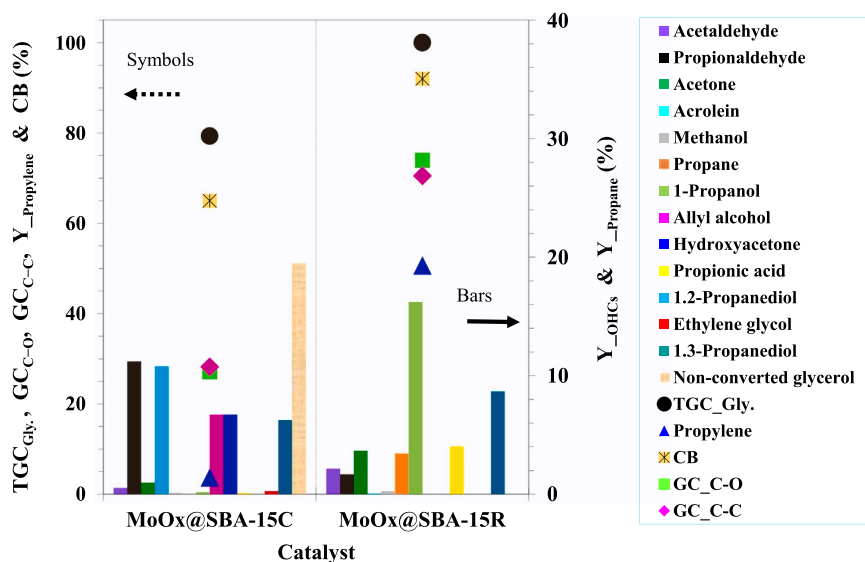 TGC_Gly., GC_C–O, GC_C–C, Y_Propylene & CB (%)
100
80
60
40
20
0
Symbols
Bars
40
30
20
10
0
Y_OHCs & Y_Propane (%)
MoOx@SBA-15C
MoOx@SBA-15R
Catalyst
Acetaldehyde
Propionaldehyde
Acetone
Acrolein
Methanol
Propane
1-Propanol
Allyl alcohol
Hydroxyacetone
Propionic acid
1.2-Propanediol
Ethylene glycol
1.3-Propanediol
Non-converted glycerol
TGC_Gly.
Propylene
CB
GC_C-O
GC_C-C